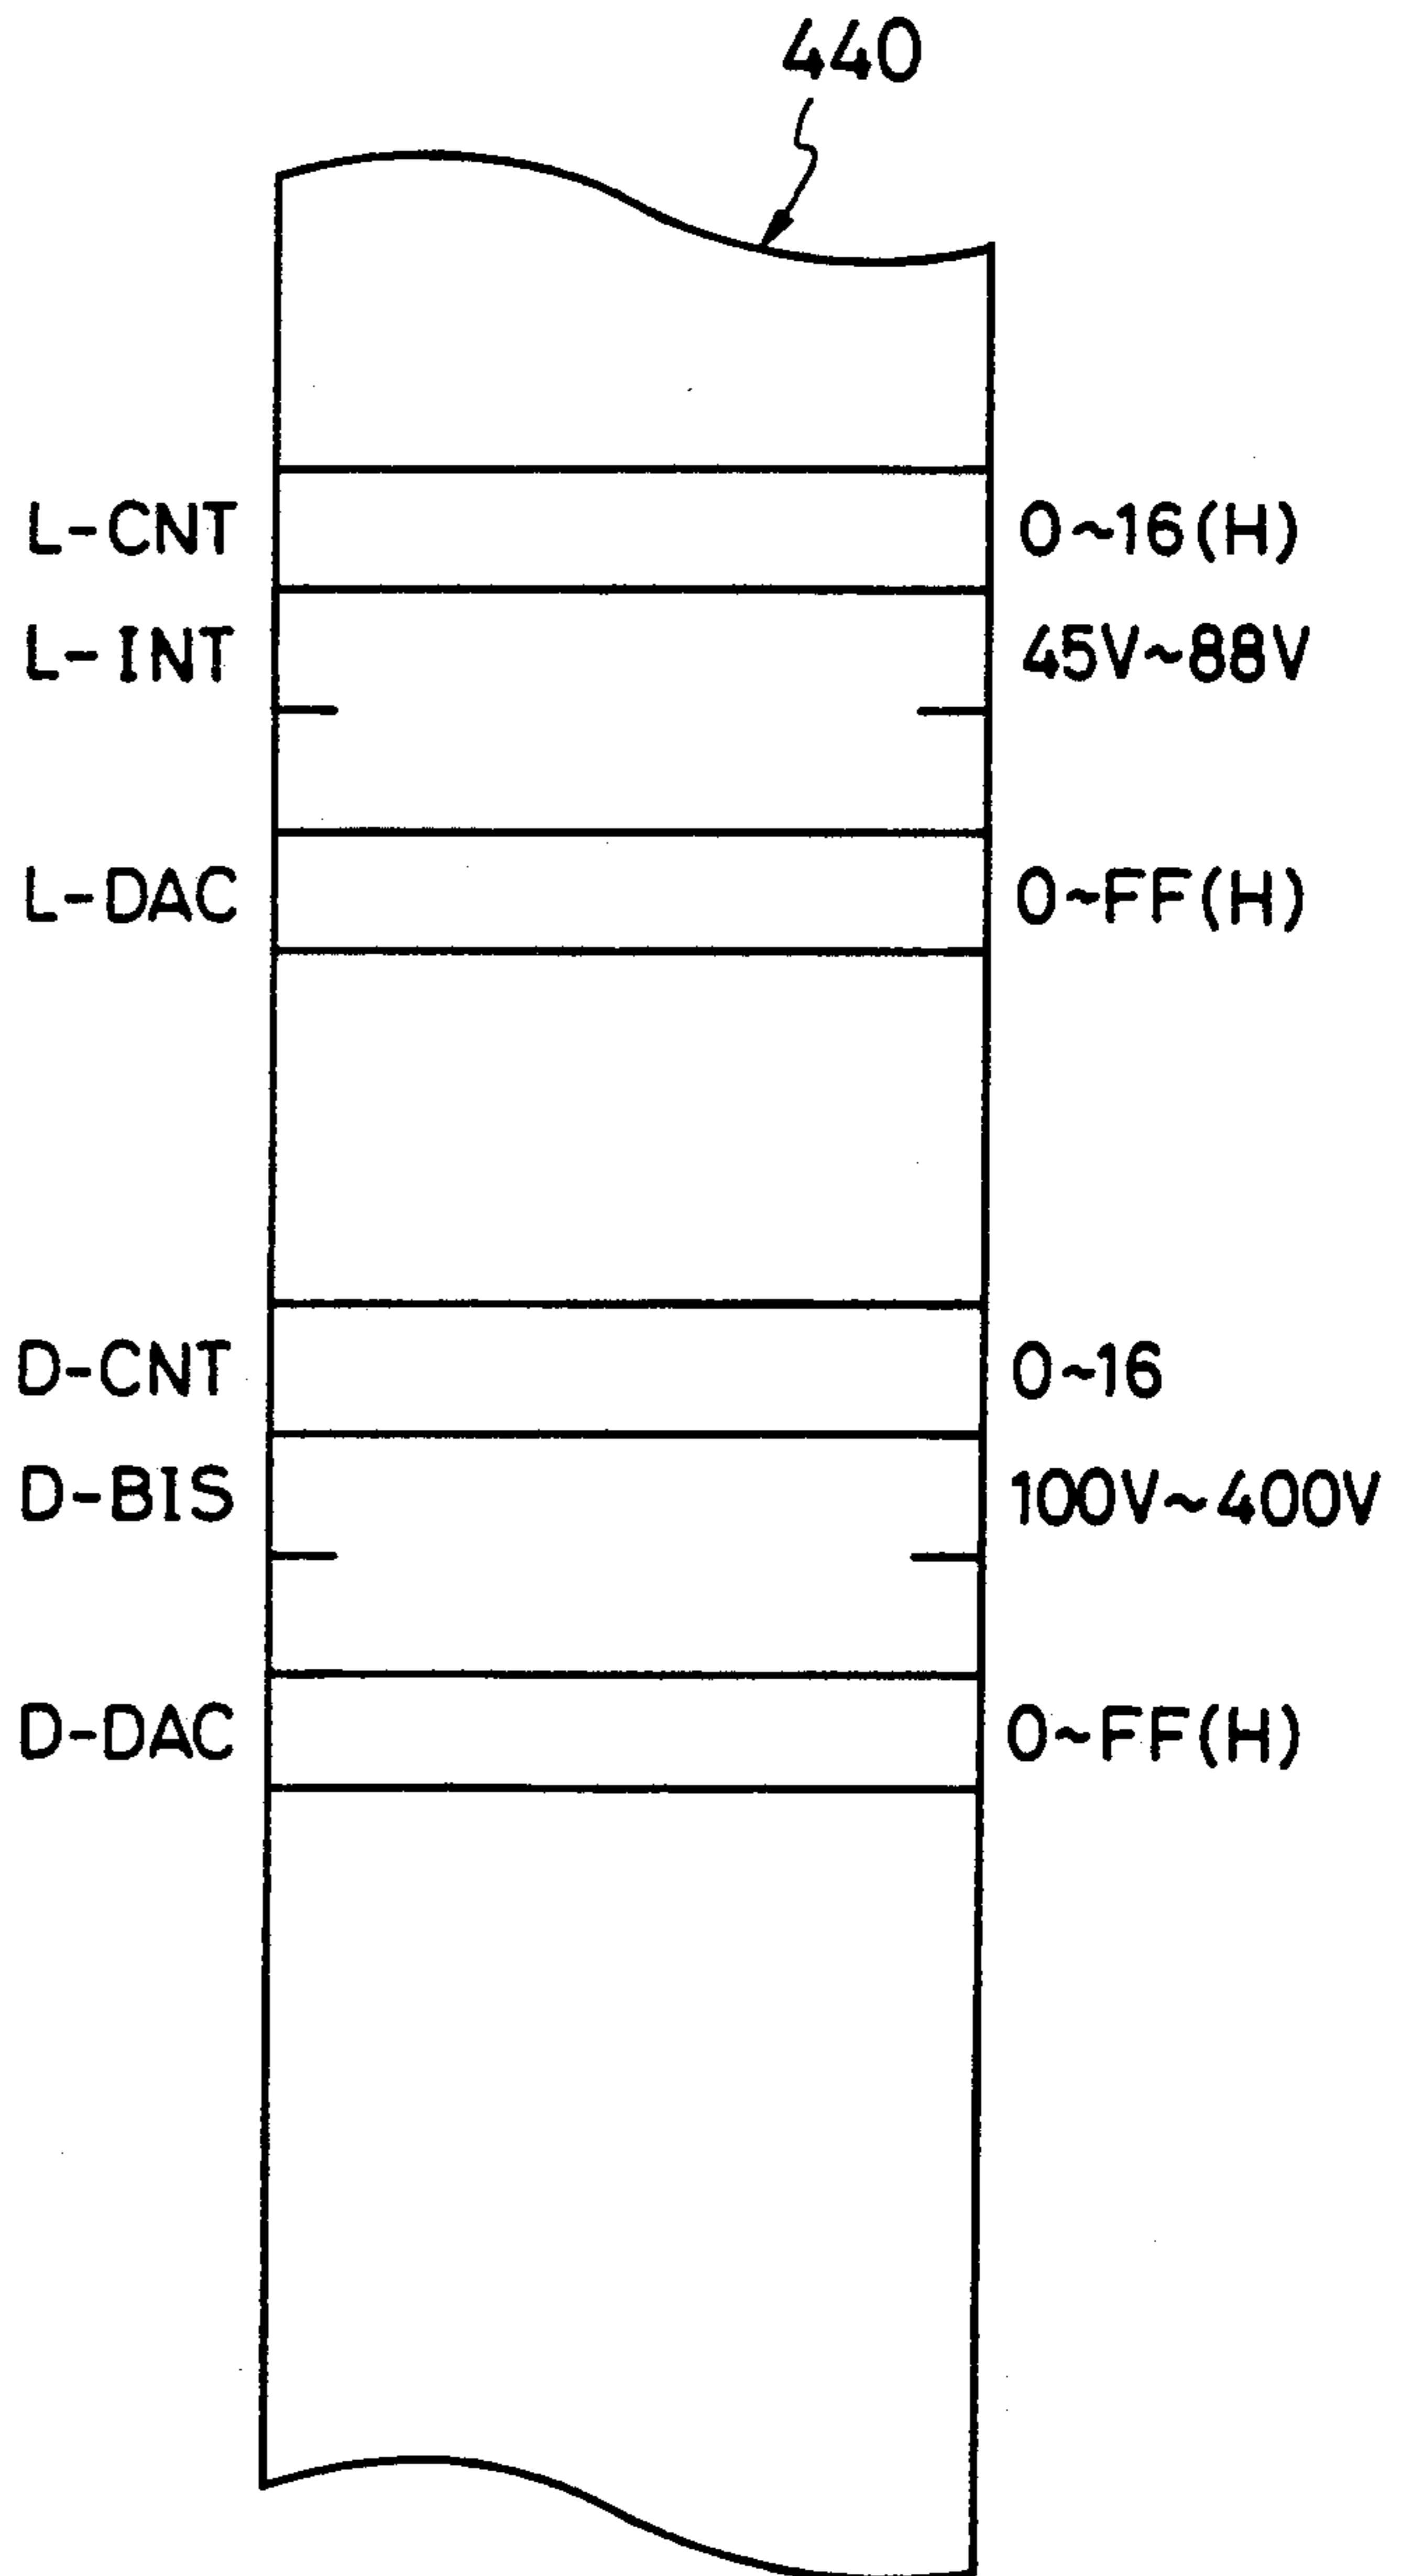 440
L-CNT 0~16(H)
L-INT 45V~88V
L-DAC 0~FF(H)
D-CNT 0~16
D-BIS 100V~400V
D-DAC 0~FF(H)